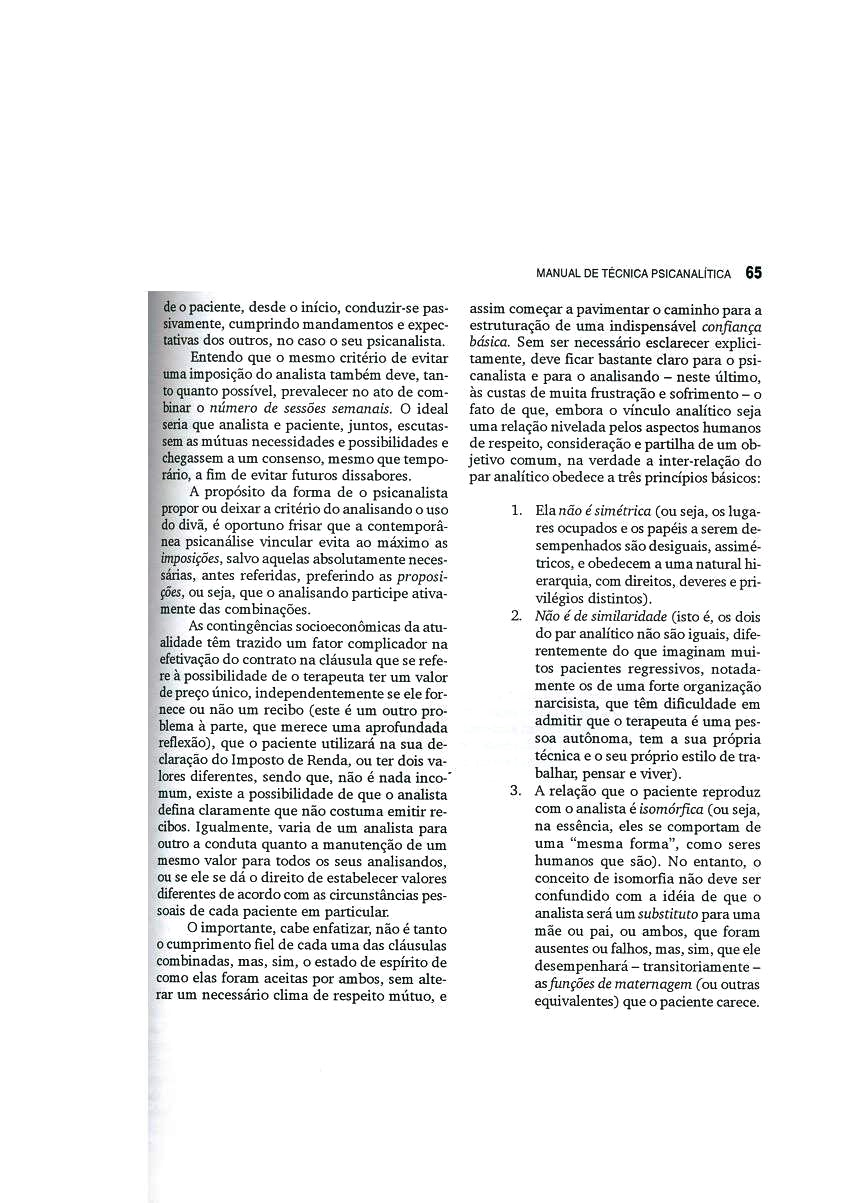 MANUAL DE TÉCNICA PSICANALÍTICA 65
de o paciente, desde o início, conduzir-se pas-
sivamente, cumprindo mandamentos e expec-
tativas dos outros, no caso o seu psicanalista.
Entendo que o mesmo critério de evitar
uma imposição do analista também deve, tan-
to quanto possível, prevalecer no ato de com-
binar o número de sessões semanais. O ideal
seria que analista e paciente, juntos, escutas-
sem as mútuas necessidades e possibilidades e
chegassem a um consenso, mesmo que tempo-
rário, a fim de evitar futuros dissabores.
A propósito da forma de o psicanalista
propor ou deixar a critério do analisando o uso
do divã, é oportuno frisar que a contemporâ-
nea psicanálise vincular evita ao máximo as
imposições, salvo aquelas absolutamente neces-
sárias, antes referidas, preferindo as proposi-
ções, ou seja, que o analisando participe ativa-
mente das combinações.
As contingências socioeconômicas da atu-
alidade têm trazido um fator complicador na
efetivação do contrato na cláusula que se refe-
re à possibilidade de o terapeuta ter um valor
de preço único, independentemente se ele for-
nece ou não um recibo (este é um outro pro-
blema à parte, que merece uma aprofundada
reflexão), que o paciente utilizará na sua de-
claração do Imposto de Renda, ou ter dois va-
lores diferentes, sendo que, não é nada inco-
mum, existe a possibilidade de que o analista
defina claramente que não costuma emitir re-
cibos. Igualmente, varia de um analista para
outro a conduta quanto a manutenção de um
mesmo valor para todos os seus analisandos,
ou se ele se dá o direito de estabelecer valores
diferentes de acordo com as circunstâncias pes-
soais de cada paciente em particular.
O importante, cabe enfatizar, não é tanto
o cumprimento fiel de cada uma das cláusulas
combinadas, mas, sim, o estado de espírito de
como elas foram aceitas por ambos, sem alte-
rar um necessário clima de respeito mútuo, e
assim começar a pavimentar o caminho para a
estruturação de uma indispensável confiança
básica. Sem ser necessário esclarecer explici-
tamente, deve ficar bastante claro para o psi-
canalista e para o analisando – neste último,
às custas de muita frustração e sofrimento – o
fato de que, embora o vínculo analítico seja
uma relação nivelada pelos aspectos humanos
de respeito, consideração e partilha de um ob-
jetivo comum, na verdade a inter-relação do
par analítico obedece a três princípios básicos:
1. Ela não é simétrica (ou seja, os luga-
res ocupados e os papéis a serem de-
sempenhados são desiguais, assimé-
tricos, e obedecem a uma natural hi-
erarquia, com direitos, deveres e pri-
vilégios distintos).
2. Não é de similaridade (isto é, os dois
do par analítico não são iguais, dife-
rentemente do que imaginam mui-
tos pacientes regressivos, notada-
mente os de uma forte organização
narcisista, que têm dificuldade em
admitir que o terapeuta é uma pes-
soa autônoma, tem a sua própria
técnica e o seu próprio estilo de tra-
balhar, pensar e viver).
3. A relação que o paciente reproduz
com o analista é isomórfica (ou seja,
na essência, eles se comportam de
uma “mesma forma”, como seres
humanos que são). No entanto, o
conceito de isomorfia não deve ser
confundido com a idéia de que o
analista será um substituto para uma
mãe ou pai, ou ambos, que foram
ausentes ou falhos, mas, sim, que ele
desempenhará – transitoriamente –
as funções de maternagem (ou outras
equivalentes) que o paciente carece.